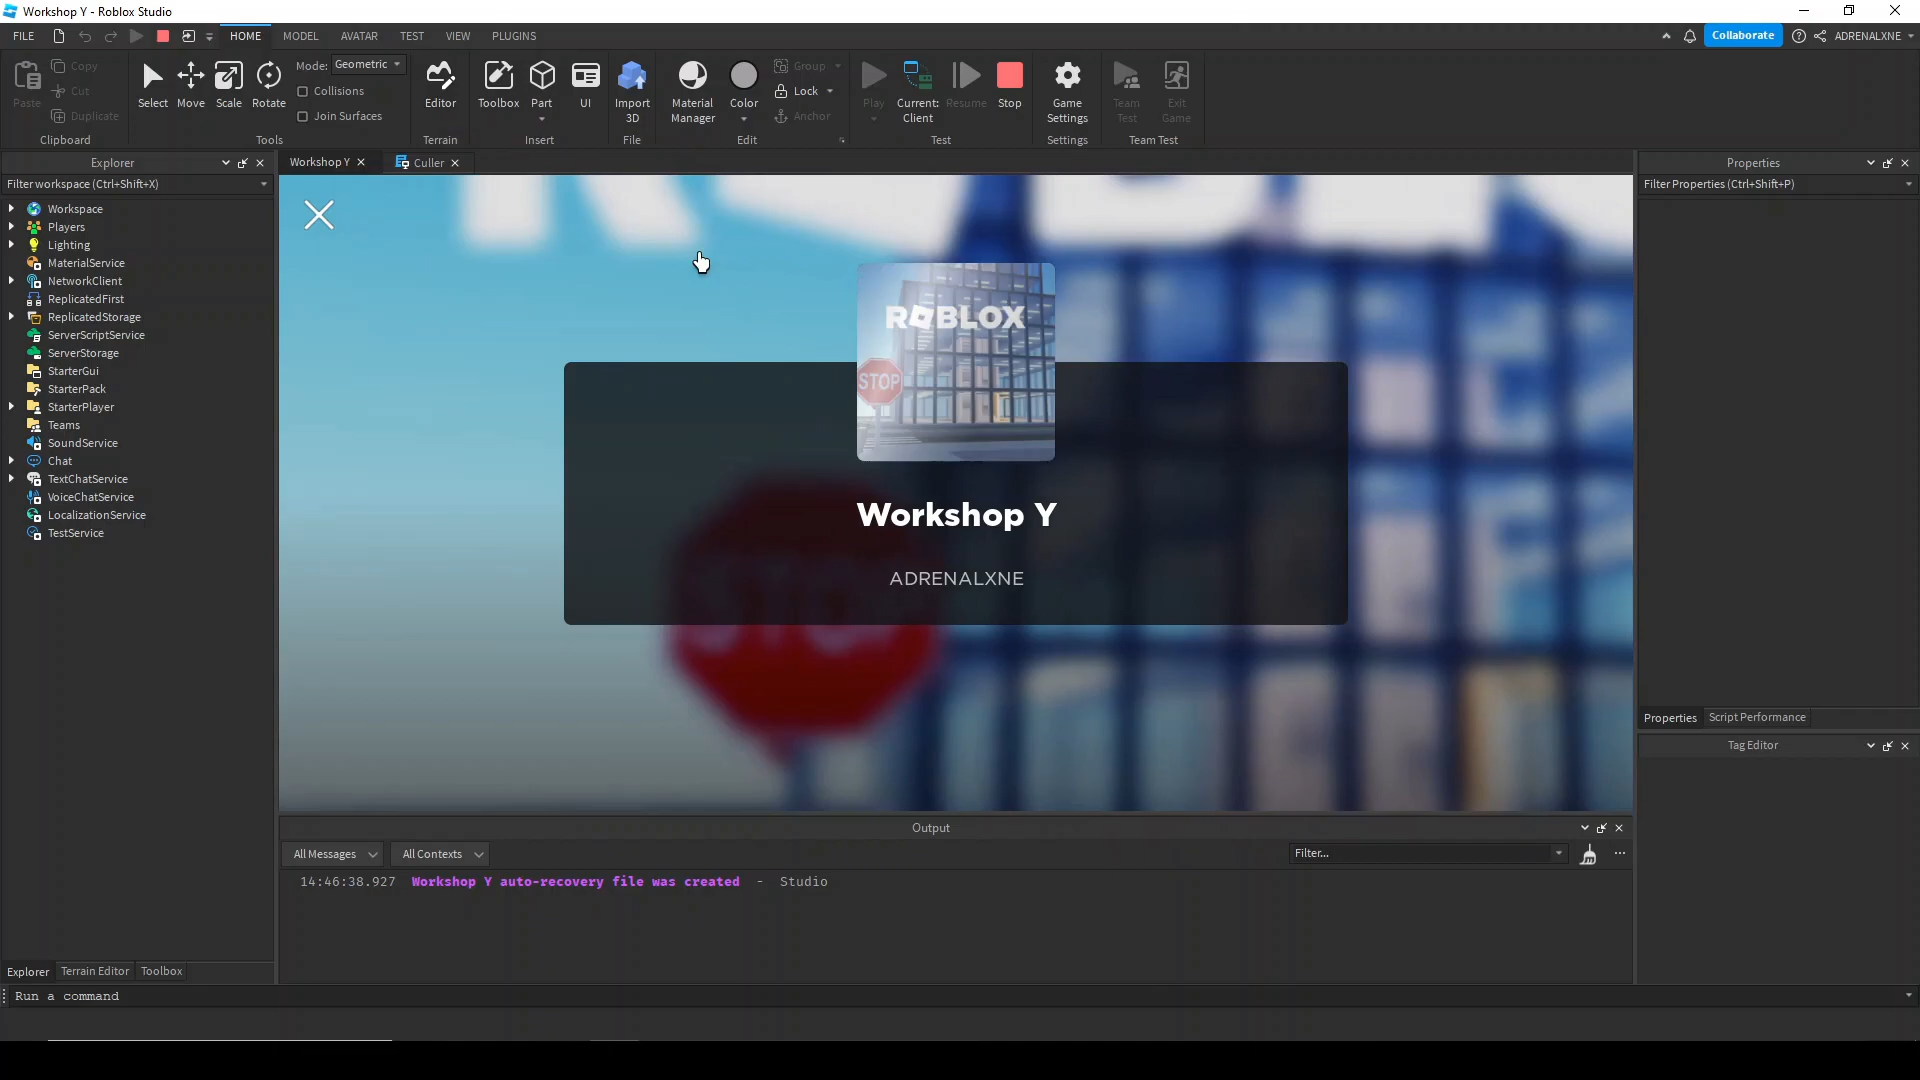 Workshop Y - Roblox Studio
FILE HOME MODEL AVATAR TEST VIEW PLUGINS Collaborate ADRENALXNE
Paste Copy Cut Duplicate Clipboard
Select Move Scale Rotate Mode: Geometric Collisions Join Surfaces Tools
Editor Terrain
Toolbox Part UI Insert
Import 3D File
Material Manager Color Group Lock Anchor Edit
Play Current: Client Resume Stop Test
Game Settings Settings
Team Test Exit Game Team Test
Explorer
Filter workspace (Ctrl+Shift+X)
Workspace
Players
Lighting
MaterialService
NetworkClient
ReplicatedFirst
ReplicatedStorage
ServerScriptService
ServerStorage
StarterGui
StarterPack
StarterPlayer
Teams
SoundService
Chat
TextChatService
VoiceChatService
LocalizationService
TestService
Explorer Terrain Editor Toolbox
Workshop Y Culler
ROBLOX
STOP
Workshop Y
ADRENALXNE
STOP
Output
All Messages All Contexts Filter...
14:46:38.927 Workshop Y auto-recovery file was created - Studio
Properties
Filter Properties (Ctrl+Shift+P)
Properties Script Performance
Tag Editor
Run a command